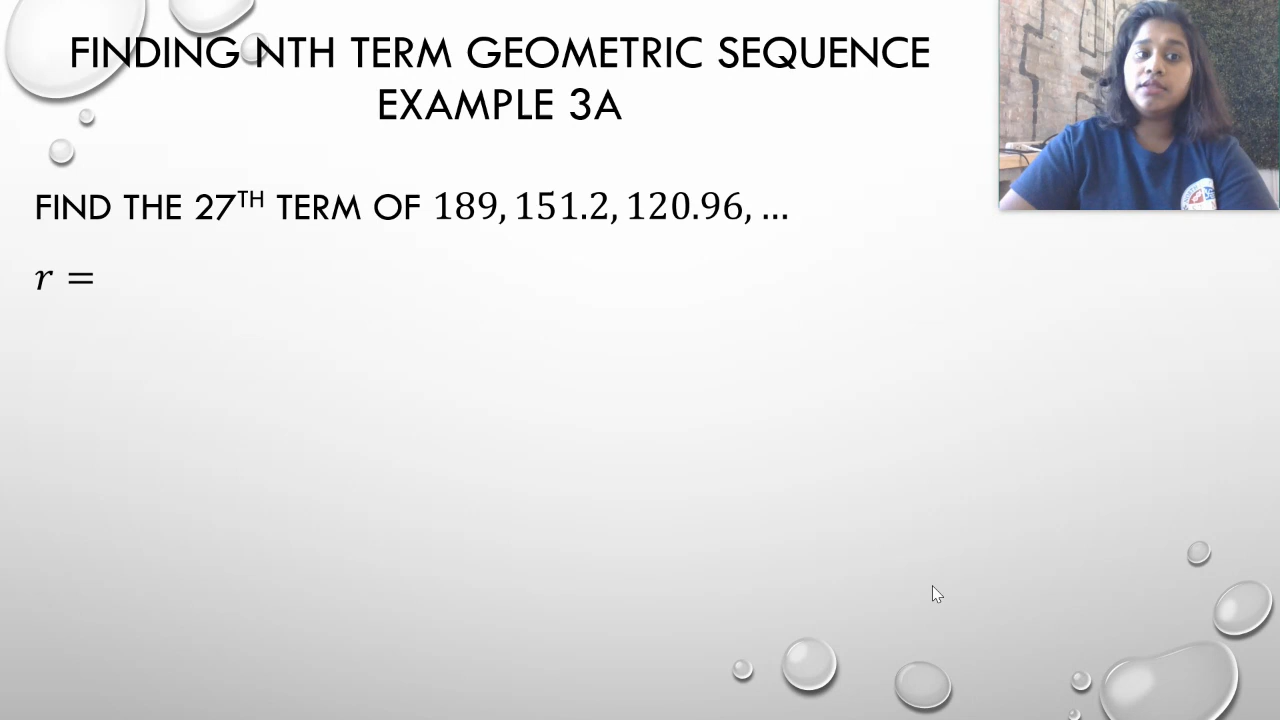 FINDING NTH TERM GEOMETRIC SEQUENCE
EXAMPLE 3A
FIND THE 27TH TERM OF 189, 151.2, 120.96, …
r =